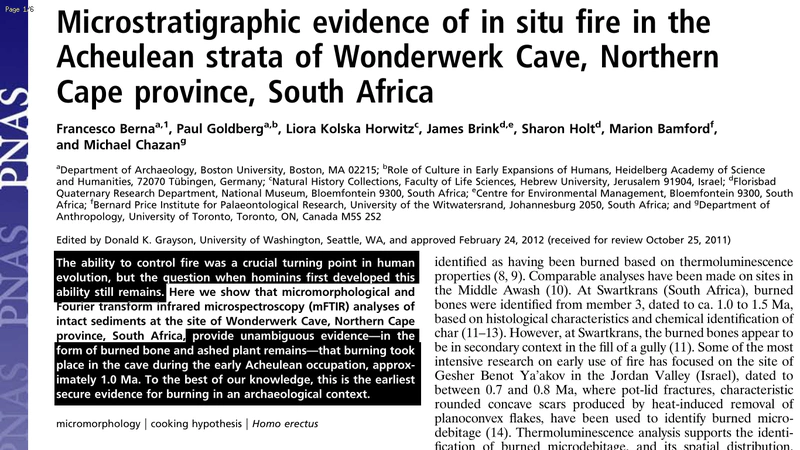 Page 1/6
PNAS
PNAS
PNAS
Microstratigraphic evidence of in situ fire in the
Acheulean strata of Wonderwerk Cave, Northern
Cape province, South Africa
Francesco Berna^a,1, Paul Goldberg^a,b, Liora Kolska Horwitz^c, James Brink^d,e, Sharon Holt^d, Marion Bamford^f,
and Michael Chazan^g
^aDepartment of Archaeology, Boston University, Boston, MA 02215; ^bRole of Culture in Early Expansions of Humans, Heidelberg Academy of Science
and Humanities, 72070 Tübingen, Germany; ^cNatural History Collections, Faculty of Life Sciences, Hebrew University, Jerusalem 91904, Israel; ^dFlorisbad
Quaternary Research Department, National Museum, Bloemfontein 9300, South Africa; ^eCentre for Environmental Management, Bloemfontein 9300, South
Africa; ^fBernard Price Institute for Palaeontological Research, University of the Witwatersrand, Johannesburg 2050, South Africa; and ^gDepartment of
Anthropology, University of Toronto, Toronto, ON, Canada M5S 2S2
Edited by Donald K. Grayson, University of Washington, Seattle, WA, and approved February 24, 2012 (received for review October 25, 2011)
The ability to control fire was a crucial turning point in human
evolution, but the question when hominins first developed this
ability still remains. Here we show that micromorphological and
Fourier transform infrared microspectroscopy (mFTIR) analyses of
intact sediments at the site of Wonderwerk Cave, Northern Cape
province, South Africa, provide unambiguous evidence—in the
form of burned bone and ashed plant remains—that burning took
place in the cave during the early Acheulean occupation, approx-
imately 1.0 Ma. To the best of our knowledge, this is the earliest
secure evidence for burning in an archaeological context.
micromorphology | cooking hypothesis | Homo erectus
identified as having been burned based on thermoluminescence
properties (8, 9). Comparable analyses have been made on sites in
the Middle Awash (10). At Swartkrans (South Africa), burned
bones were identified from member 3, dated to ca. 1.0 to 1.5 Ma,
based on histological characteristics and chemical identification of
char (11–13). However, at Swartkrans, the burned bones appear to
be in secondary context in the fill of a gully (11). Some of the most
intensive research on early use of fire has focused on the site of
Gesher Benot Ya'akov in the Jordan Valley (Israel), dated to
between 0.7 and 0.8 Ma, where pot-lid fractures, characteristic
rounded concave scars produced by heat-induced removal of
planoconvex flakes, have been used to identify burned micro-
debitage (14). Thermoluminescence analysis supports the identi-
fication of burned microdebitage, and its spatial distribution,